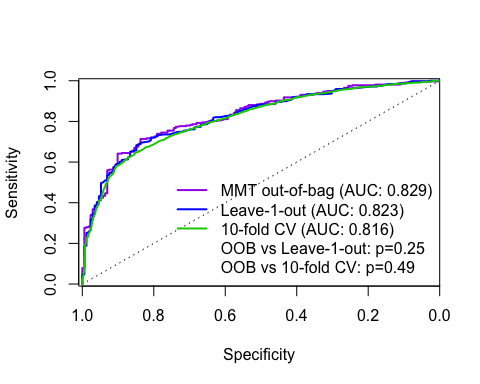 1.0
0.8
0.6
0.4
0.2
0.0
Sensitivity
MMT out-of-bag (AUC: 0.829)
Leave-1-out (AUC: 0.823)
10-fold CV (AUC: 0.816)
OOB vs Leave-1-out: p=0.25
OOB vs 10-fold CV: p=0.49
1.0 0.8 0.6 0.4 0.2 0.0
Specificity